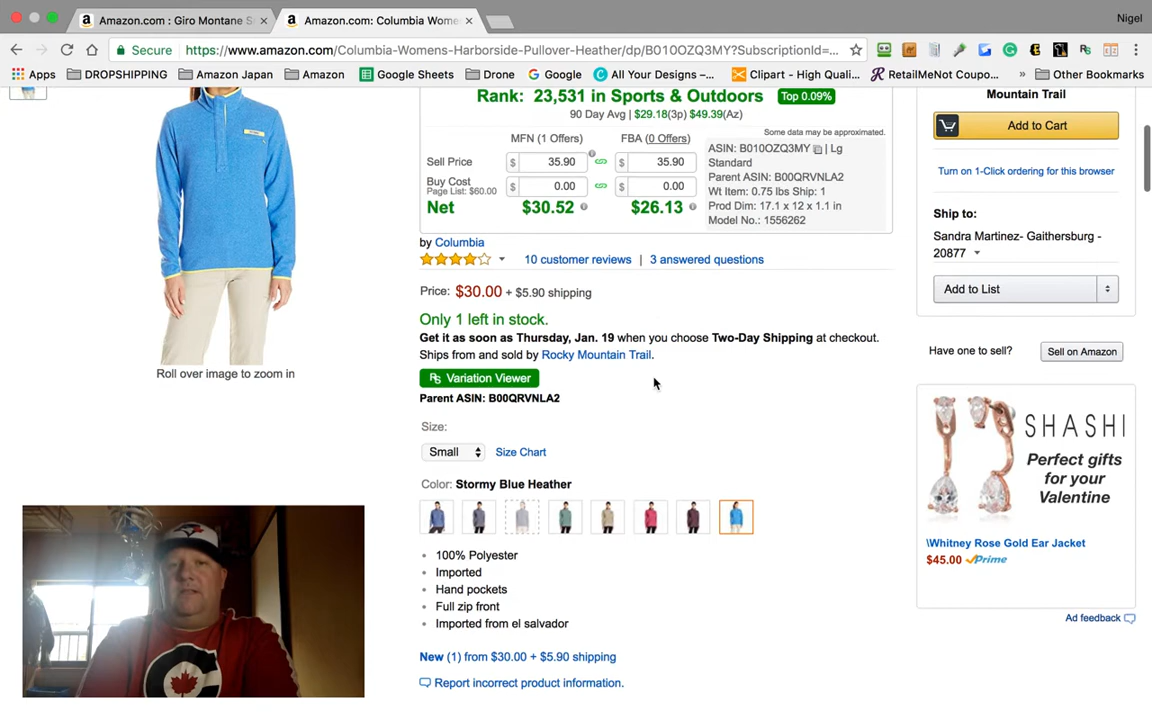 Amazon.com : Giro Montane S
Amazon.com: Columbia Wome
Nigel
Secure
https://www.amazon.com/Columbia-Womens-Harborside-Pullover-Heather/dp/B010OZQ3MY?SubscriptionId=...
Apps
DROPSHIPPING
Amazon Japan
Amazon
Google Sheets
Drone
Google
All Your Designs –...
Clipart - High Quali...
RetailMeNot Coupo...
»
Other Bookmarks
Rank: 23,531 in Sports & Outdoors Top 0.09%
90 Day Avg | $29.18(3p) $49.39(Az)
Some data may be approximated.
MFN (1 Offers) FBA (0 Offers)
Sell Price $ 35.90 $ 35.90
Buy Cost $ 0.00 $ 0.00
Page List: $60.00
Net $30.52 $26.13
ASIN: B010OZQ3MY | Lg
Standard
Parent ASIN: B00QRVNLA2
Wt Item: 0.75 lbs Ship: 1
Prod Dim: 17.1 x 12 x 1.1 in
Model No.: 1556262
by Columbia
10 customer reviews | 3 answered questions
Price: $30.00 + $5.90 shipping
Only 1 left in stock.
Get it as soon as Thursday, Jan. 19 when you choose Two-Day Shipping at checkout.
Ships from and sold by Rocky Mountain Trail.
Variation Viewer
Parent ASIN: B00QRVNLA2
Size:
Small Size Chart
Color: Stormy Blue Heather
100% Polyester
Imported
Hand pockets
Full zip front
Imported from el salvador
New (1) from $30.00 + $5.90 shipping
Report incorrect product information.
Roll over image to zoom in
Mountain Trail
Add to Cart
Turn on 1-Click ordering for this browser
Ship to:
Sandra Martinez- Gaithersburg -
20877
Add to List
Have one to sell? Sell on Amazon
SHASHI
Perfect gifts
for your
Valentine
\Whitney Rose Gold Ear Jacket
$45.00 Prime
Ad feedback